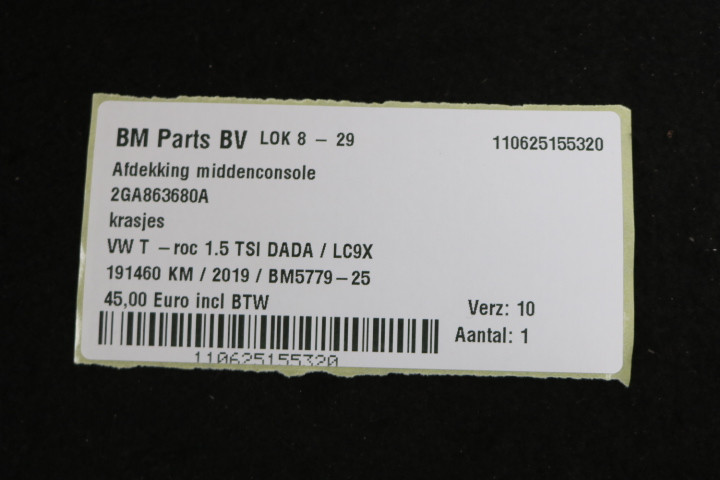 BM Parts BV LOK 8 - 29 110625155320
Afdekking middenconsole
2GA863680A
krasjes
VW T -roc 1.5 TSI DADA / LC9X
191460 KM / 2019 / BM5779-25
45,00 Euro incl BTW
Verz: 10
Aantal: 1
110625155320